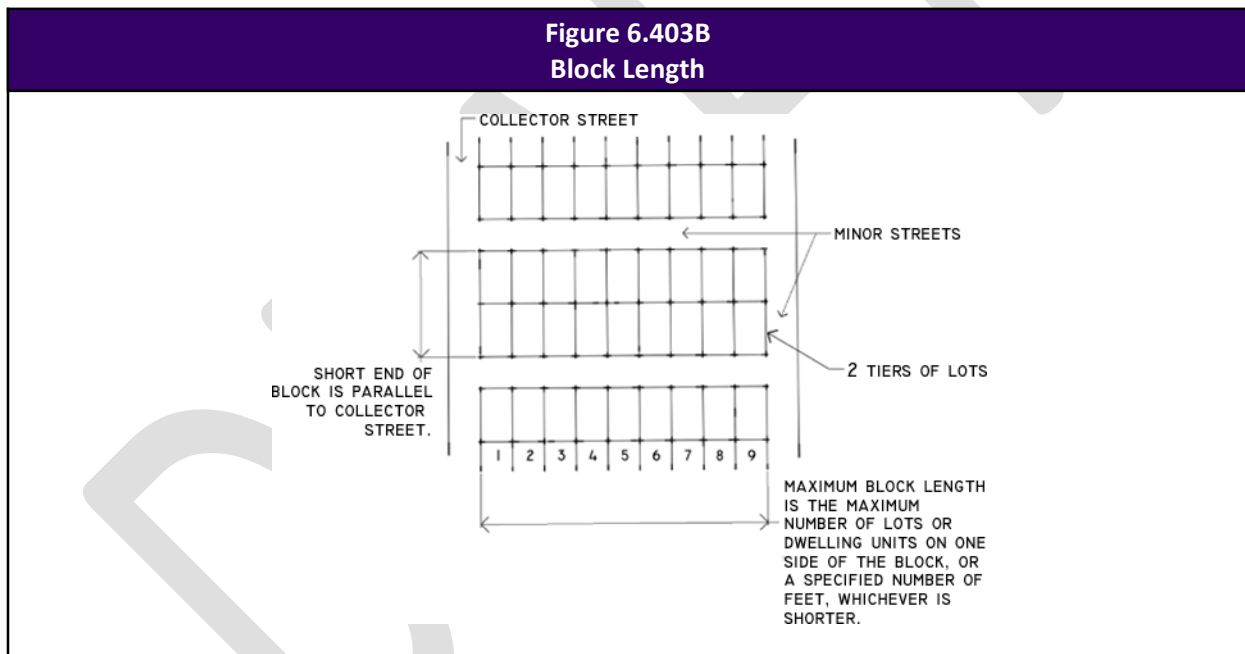 Figure 6.403B
Block Length
COLLECTOR STREET
MINOR STREETS
SHORT END OF
BLOCK IS PARALLEL
TO COLLECTOR
STREET.
2 TIERS OF LOTS
1 2 3 4 5 6 7 8 9
MAXIMUM BLOCK LENGTH
IS THE MAXIMUM
NUMBER OF LOTS OR
DWELLING UNITS ON ONE
SIDE OF THE BLOCK, OR
A SPECIFIED NUMBER OF
FEET, WHICHEVER IS
SHORTER.